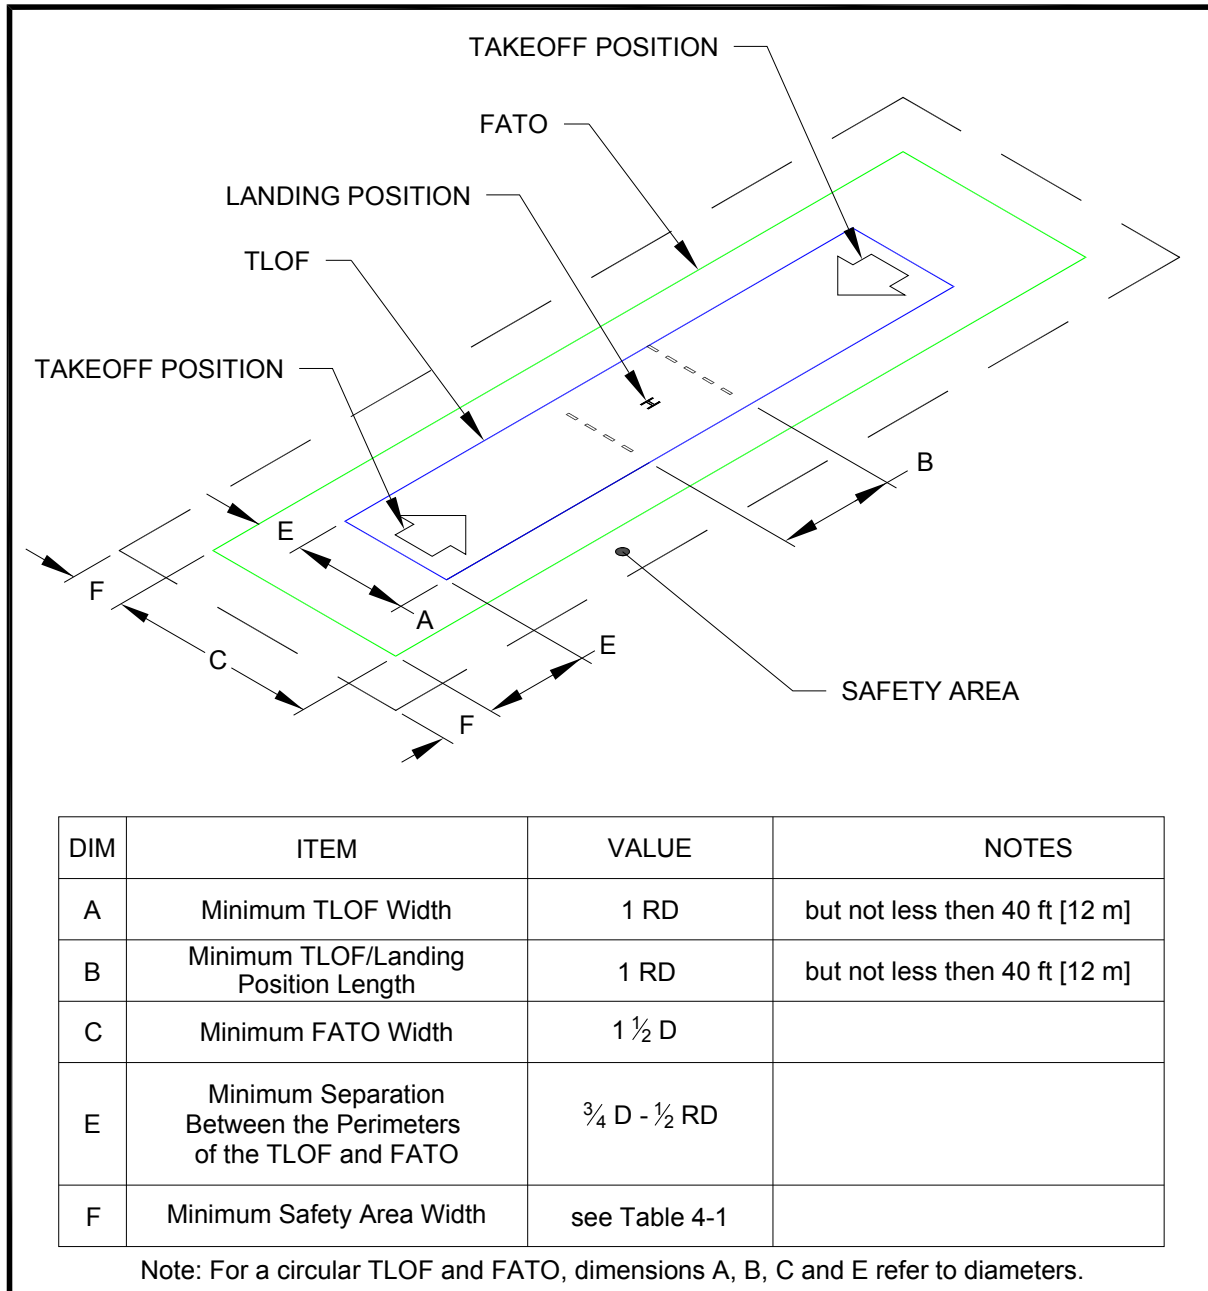 TAKEOFF POSITION
FATO
LANDING POSITION
TLOF
TAKEOFF POSITION
B
E
F
A
C
E
F
SAFETY AREA
DIM ITEM VALUE NOTES
A Minimum TLOF Width 1 RD but not less then 40 ft [12 m]
B Minimum TLOF/Landing
Position Length 1 RD but not less then 40 ft [12 m]
C Minimum FATO Width 1 ½ D
E Minimum Separation
Between the Perimeters
of the TLOF and FATO ¾ D - ½ RD
F Minimum Safety Area Width see Table 4-1
Note: For a circular TLOF and FATO, dimensions A, B, C and E refer to diameters.
H